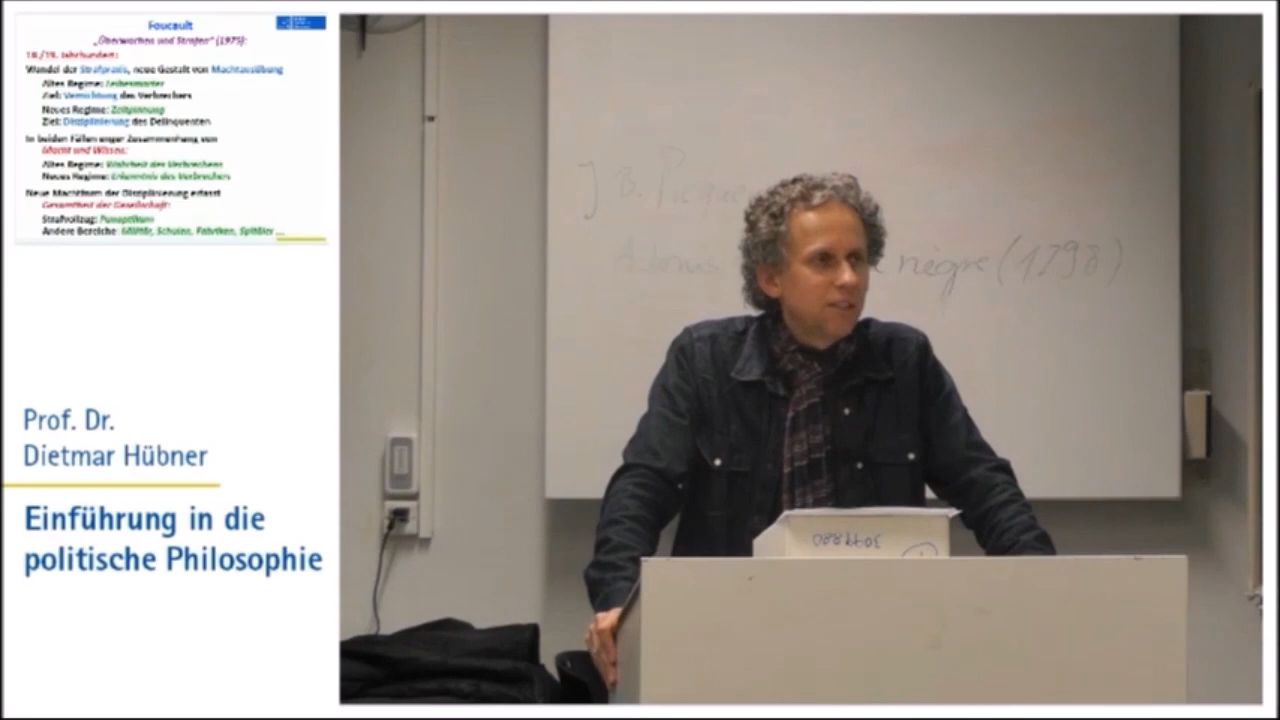 Foucault
„Überwachen und Strafen“ (1975):
18./19. Jahrhundert:
Wandel der Strafpraxis, neue Gestalt von Machtausübung
Altes Regime: Leibesmarter
Ziel: Vernichtung des Verbrechers
Neues Regime: Zeitplanung
Ziel: Disziplinierung des Delinquenten
In beiden Fällen enger Zusammenhang von
Macht und Wissen:
Altes Regime: Wahrheit des Verbrechens
Neues Regime: Erkenntnis des Verbrechers
Neue Machtform der Disziplinierung erfasst
Gesamtheit der Gesellschaft:
Strafvollzug: Panoptikum
Andere Bereiche: Militär, Schulen, Fabriken, Spitäler ...
Prof. Dr.
Dietmar Hübner
Einführung in die
politische Philosophie
J. B.
nègre (1798)